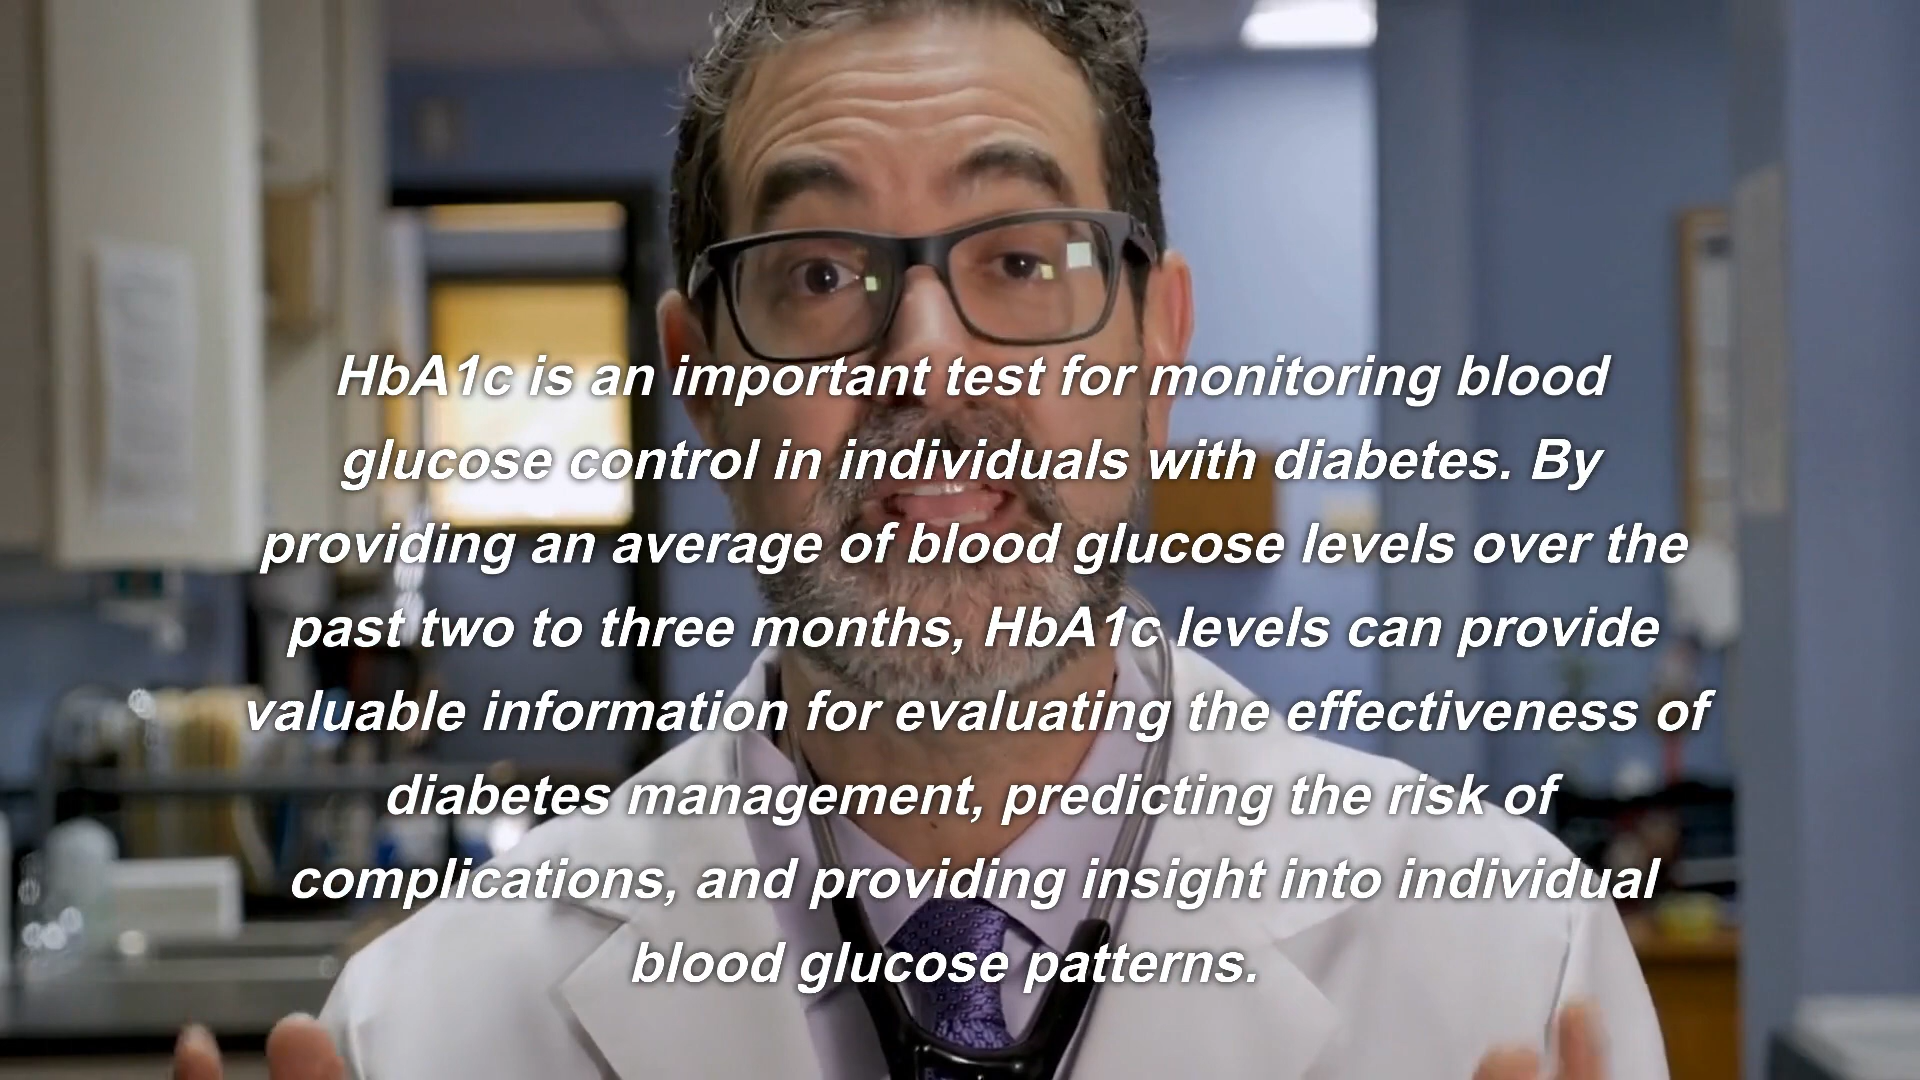 HbA1c is an important test for monitoring blood
glucose control in individuals with diabetes. By
providing an average of blood glucose levels over the
past two to three months, HbA1c levels can provide
valuable information for evaluating the effectiveness of
diabetes management, predicting the risk of
complications, and providing insight into individual
blood glucose patterns.